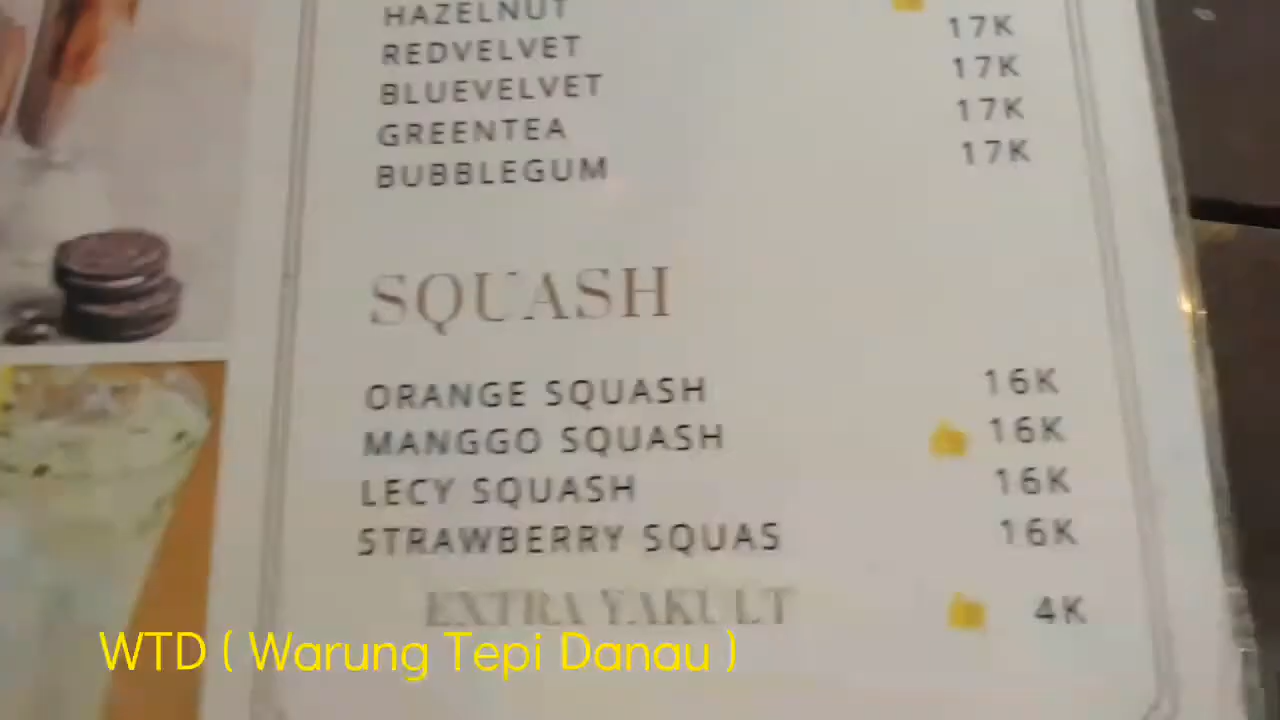 HAZELNUT
REDVELVET 17K
BLUEVELVET 17K
GREENTEA 17K
BUBBLEGUM 17K
SQUASH
ORANGE SQUASH 16K
MANGGO SQUASH 16K
LECY SQUASH 16K
STRAWBERRY SQUAS 16K
EXTRA YAKULT 4K
WTD ( Warung Tepi Danau )